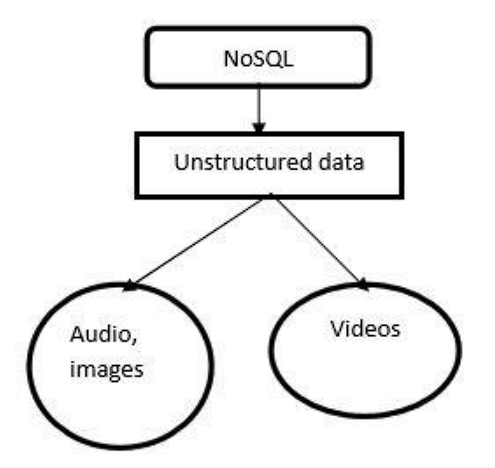 NoSQL
Unstructured data
Audio,
images
Videos